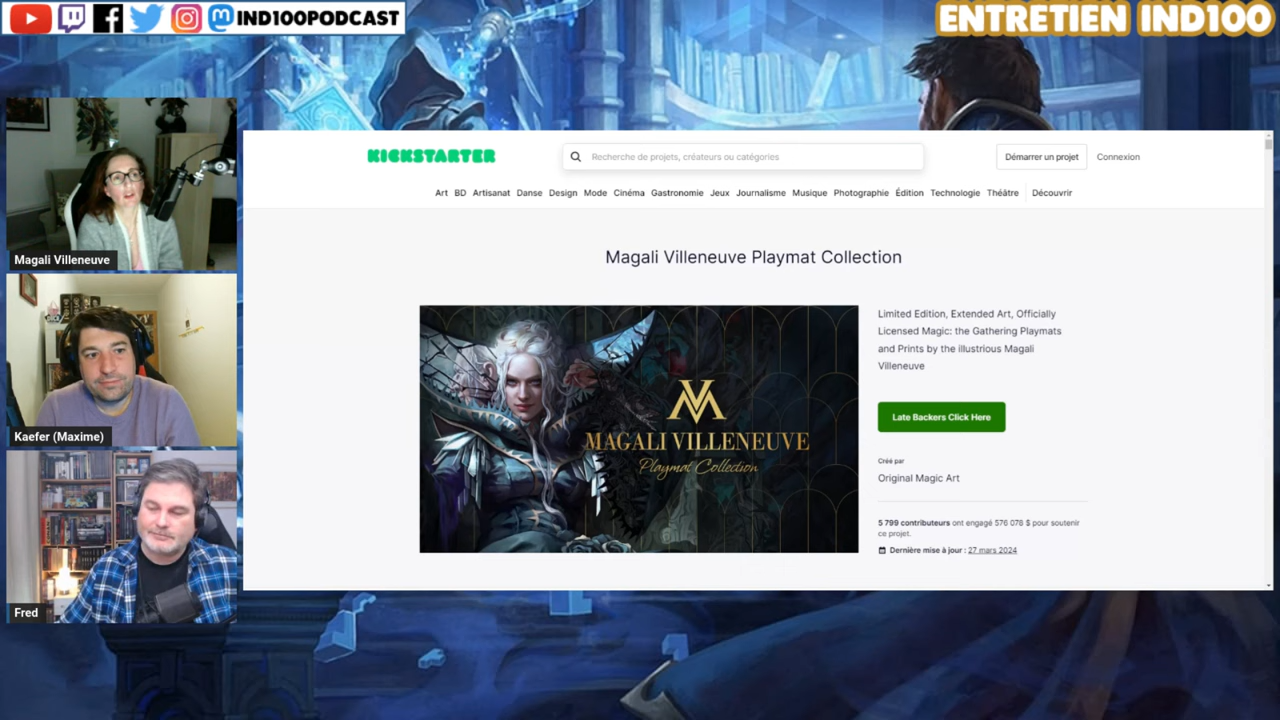 IND100PODCAST
ENTRETIEN IND100
Magali Villeneuve
Kaefer (Maxime)
Fred
KICKSTARTER
Recherche de projets, créateurs ou catégories
Démarrer un projet
Connexion
Art BD Artisanat Danse Design Mode Cinéma Gastronomie Jeux Journalisme Musique Photographie Édition Technologie Théâtre Découvrir
Magali Villeneuve Playmat Collection
MV
MAGALI VILLENEUVE
Playmat Collection
Limited Edition, Extended Art, Officially
Licensed Magic: the Gathering Playmats
and Prints by the illustrious Magali
Villeneuve
Late Backers Click Here
Créé par
Original Magic Art
5 799 contributeurs ont engagé 576 078 $ pour soutenir
ce projet.
Dernière mise à jour : 27 mars 2024